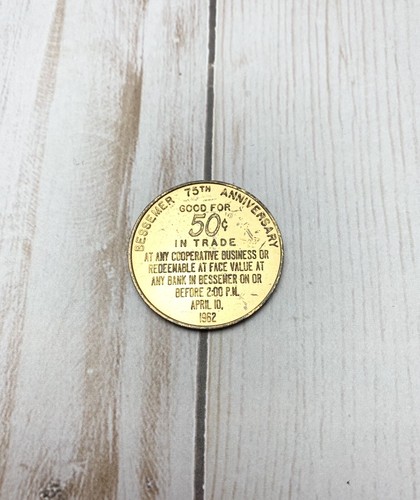 BESSEMER 75TH ANNIVERSARY
GOOD FOR
50¢
IN TRADE
AT ANY COOPERATIVE BUSINESS OR
REDEEMABLE AT FACE VALUE AT
ANY BANK IN BESSEMER ON OR
BEFORE 2:00 P.M.
APRIL 10,
1962